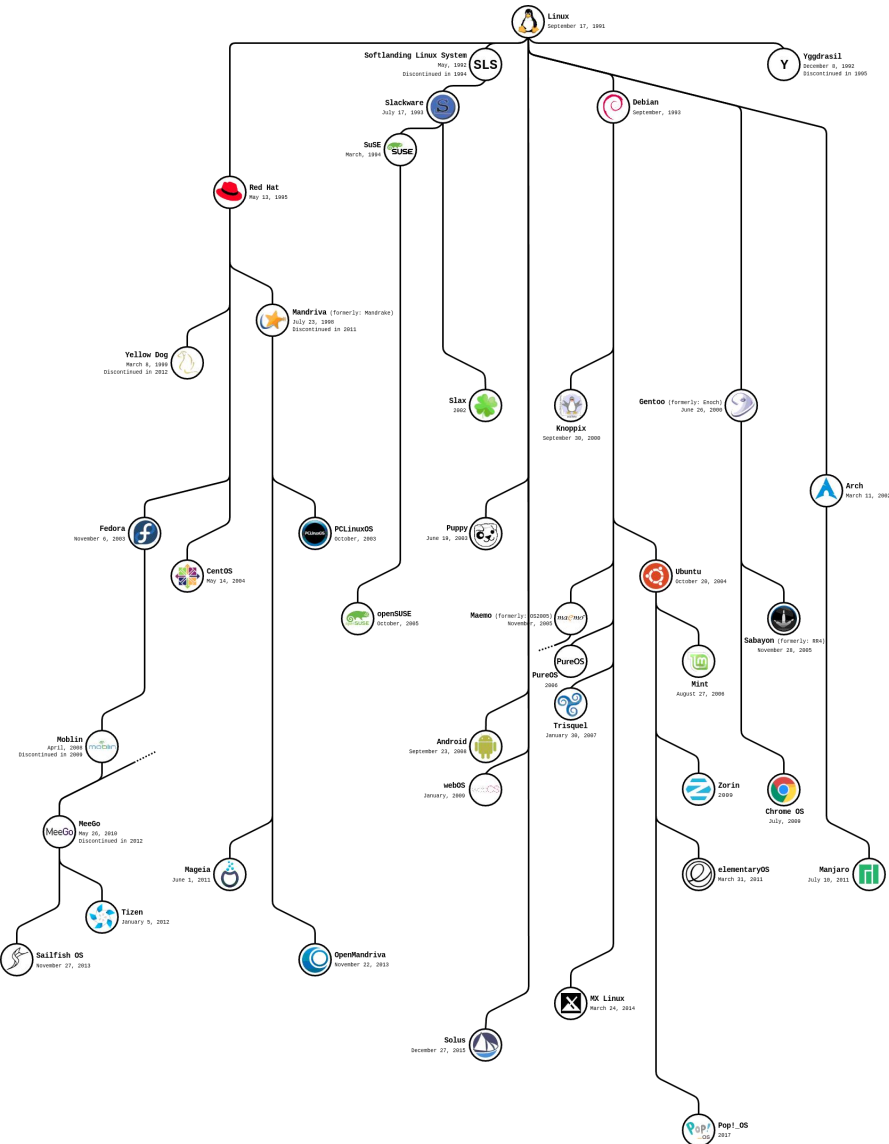 Linux
September 17, 1991
Softlanding Linux System
May, 1992
Discontinued in 1994
SLS
Y
Yggdrasil
December 8, 1992
Discontinued in 1995
Slackware
July 17, 1993
S
Debian
September, 1993
SuSE
March, 1994
SUSE
Red Hat
May 13, 1995
Mandriva (formerly: Mandrake)
July 23, 1998
Discontinued in 2011
Yellow Dog
March 8, 1999
Discontinued in 2012
Slax
2002
Knoppix
September 30, 2000
Gentoo (formerly: Enoch)
June 26, 2000
Arch
March 11, 2002
Fedora
November 6, 2003
PCLinuxOS
PCLinuxOS
October, 2003
Puppy
June 19, 2003
CentOS
May 14, 2004
Ubuntu
October 20, 2004
openSUSE
October, 2005
Maemo (formerly: OS2005)
November, 2005
maemo
Sabayon (formerly: RR4)
November 28, 2005
PureOS
PureOS
2006
Mint
August 27, 2006
Trisquel
January 30, 2007
Moblin
April, 2008
Discontinued in 2009
moblin
Android
September 23, 2008
webOS
January, 2009
webOS
Zorin
2009
Chrome OS
July, 2009
MeeGo
MeeGo
May 26, 2010
Discontinued in 2012
Mageia
June 1, 2011
elementaryOS
March 31, 2011
Manjaro
July 10, 2011
Tizen
January 5, 2012
Sailfish OS
November 27, 2013
OpenMandriva
November 22, 2013
MX Linux
March 24, 2014
Solus
December 27, 2015
Pop!_OS
2017
Pop!
_OS